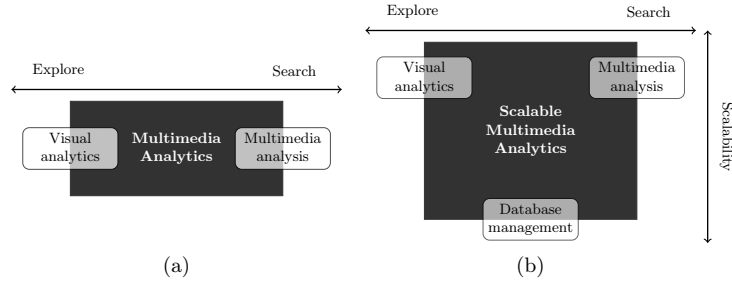 Explore
Search
Visual
analytics
Multimedia
Analytics
Multimedia
analysis
(a)
Explore
Search
Visual
analytics
Multimedia
analysis
Scalable
Multimedia
Analytics
Database
management
Scalability
(b)